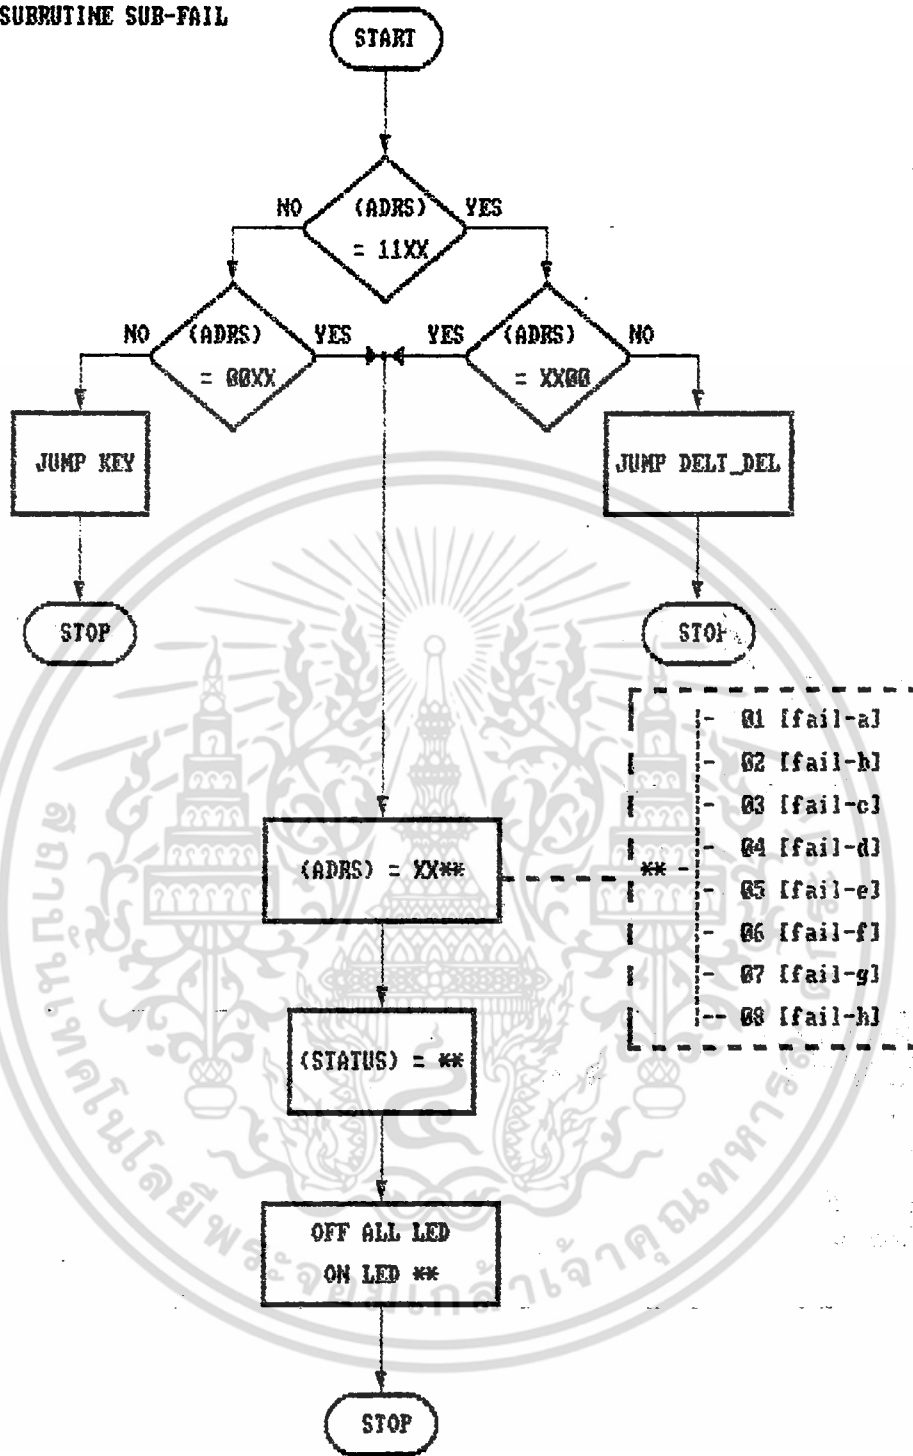 SUBRUTINE SUB-FAIL
START
NO
(ADRS)
= 11XX
YES
NO
(ADRS)
= 00XX
YES
YES
(ADRS)
= XX00
NO
JUMP KEY
JUMP DELT_DEL
STOP
STOP
01 [fail-a]
02 [fail-b]
03 [fail-c]
04 [fail-d]
** -
05 [fail-e]
06 [fail-f]
07 [fail-g]
08 [fail-h]
(ADRS) = XX**
(STATUS) = **
OFF ALL LED
ON LED **
STOP